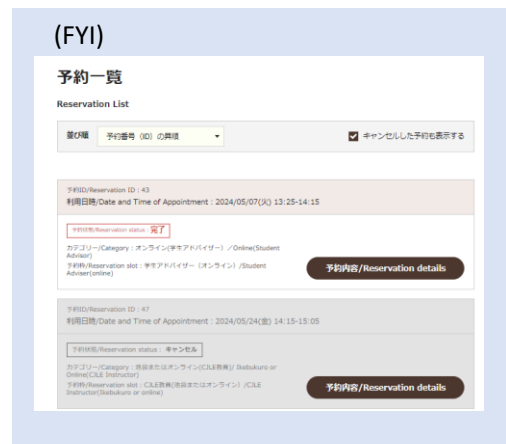 (FYI)
予約一覧
Reservation List
並び順 予約番号（ID）の昇順
キャンセルした予約も表示する
予約ID/Reservation ID : 43
利用日時/Date and Time of Appointment : 2024/05/07(火) 13:25-14:15
予約状態/Reservation status : 完了
カテゴリー/Category : オンライン(学生アドバイザー）／Online(Student
Advisor)
予約枠/Reservation slot : 学生アドバイザー（オンライン）/Student
Adviser(online)
予約内容/Reservation details
予約ID/Reservation ID : 47
利用日時/Date and Time of Appointment : 2024/05/24(金) 14:15-15:05
予約状態/Reservation status : キャンセル
カテゴリー/Category : 池袋またはオンライン(CJLE教員)/ Ikebukuro or
Online(CJLE Instructor)
予約枠/Reservation slot : CJLE教員(池袋またはオンライン）/CJLE
Instructor(Ikebukuro or online)
予約内容/Reservation details